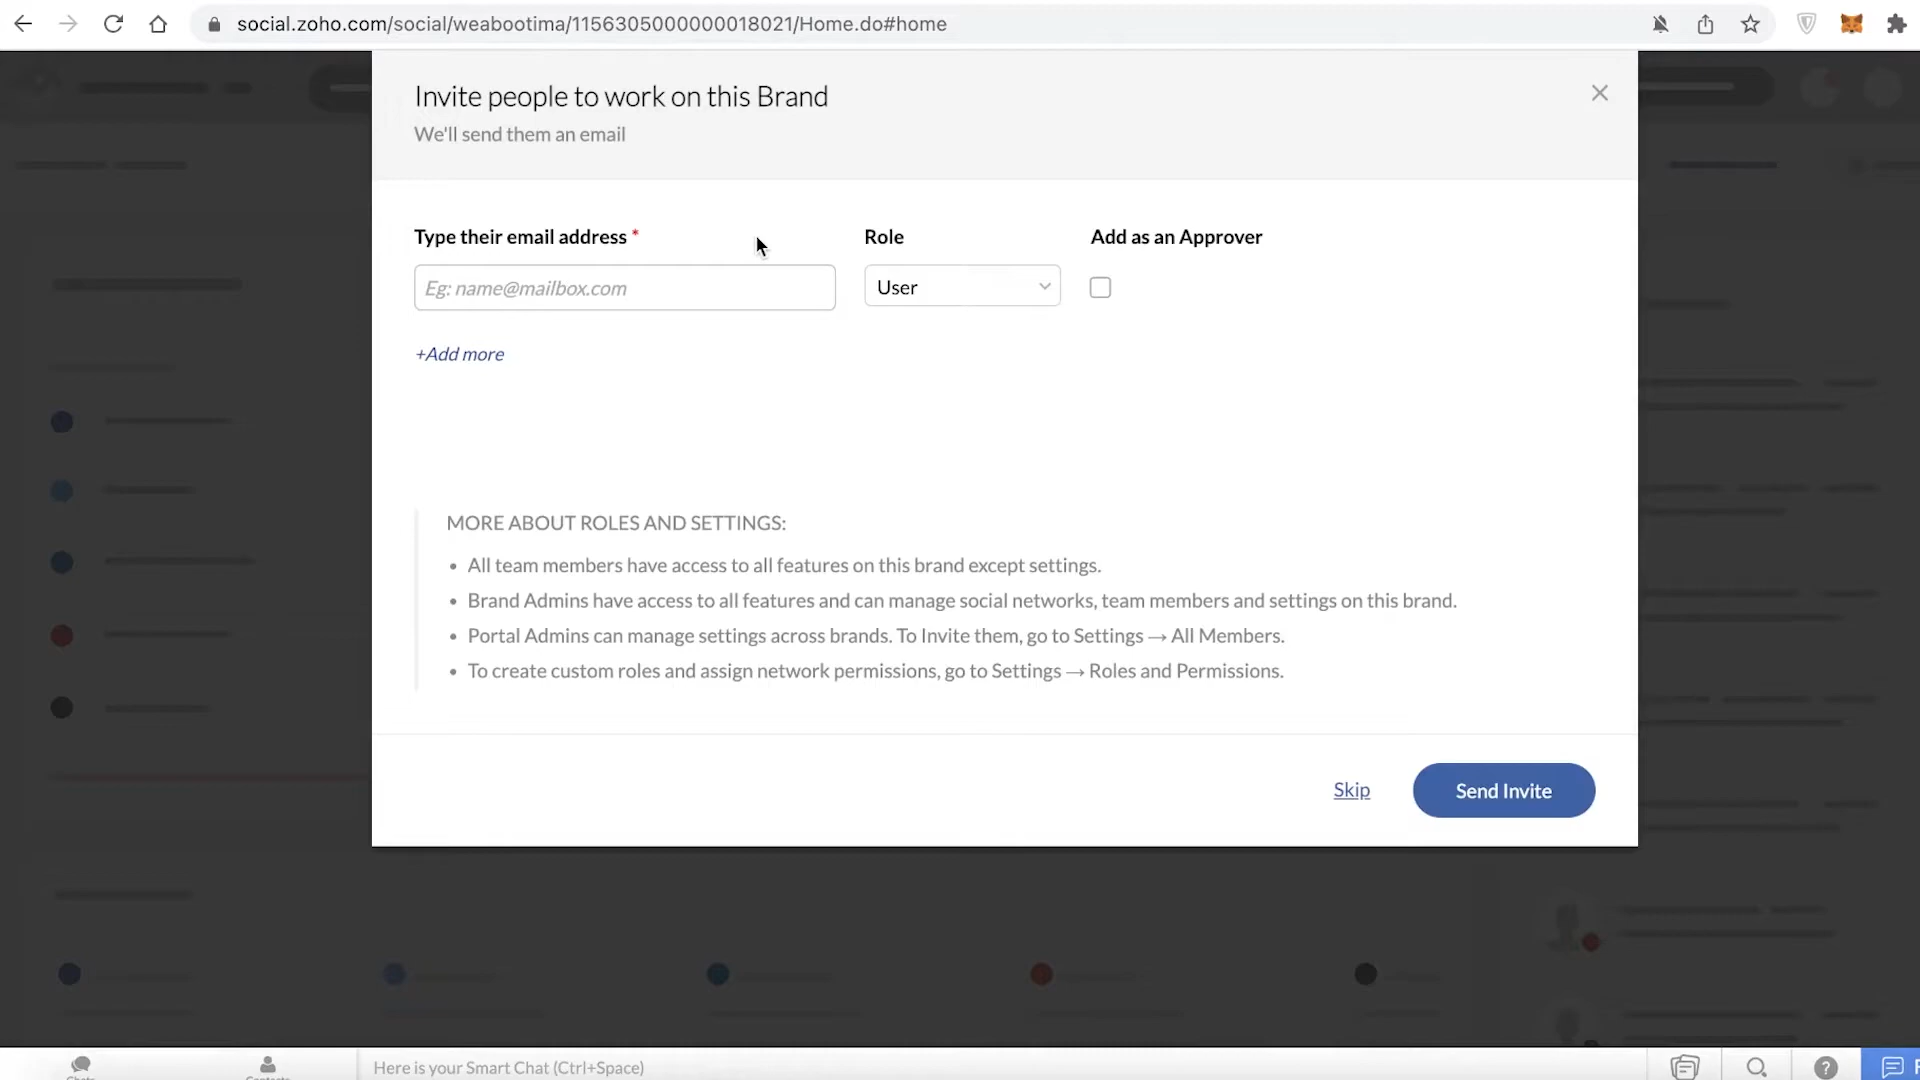 social.zoho.com/social/weabootima/1156305000000018021/Home.do#home
Invite people to work on this Brand
We'll send them an email
Type their email address *
Role
Add as an Approver
Eg: name@mailbox.com
User
+Add more
MORE ABOUT ROLES AND SETTINGS:
• All team members have access to all features on this brand except settings.
• Brand Admins have access to all features and can manage social networks, team members and settings on this brand.
• Portal Admins can manage settings across brands. To Invite them, go to Settings → All Members.
• To create custom roles and assign network permissions, go to Settings → Roles and Permissions.
Skip
Send Invite
Here is your Smart Chat (Ctrl+Space)